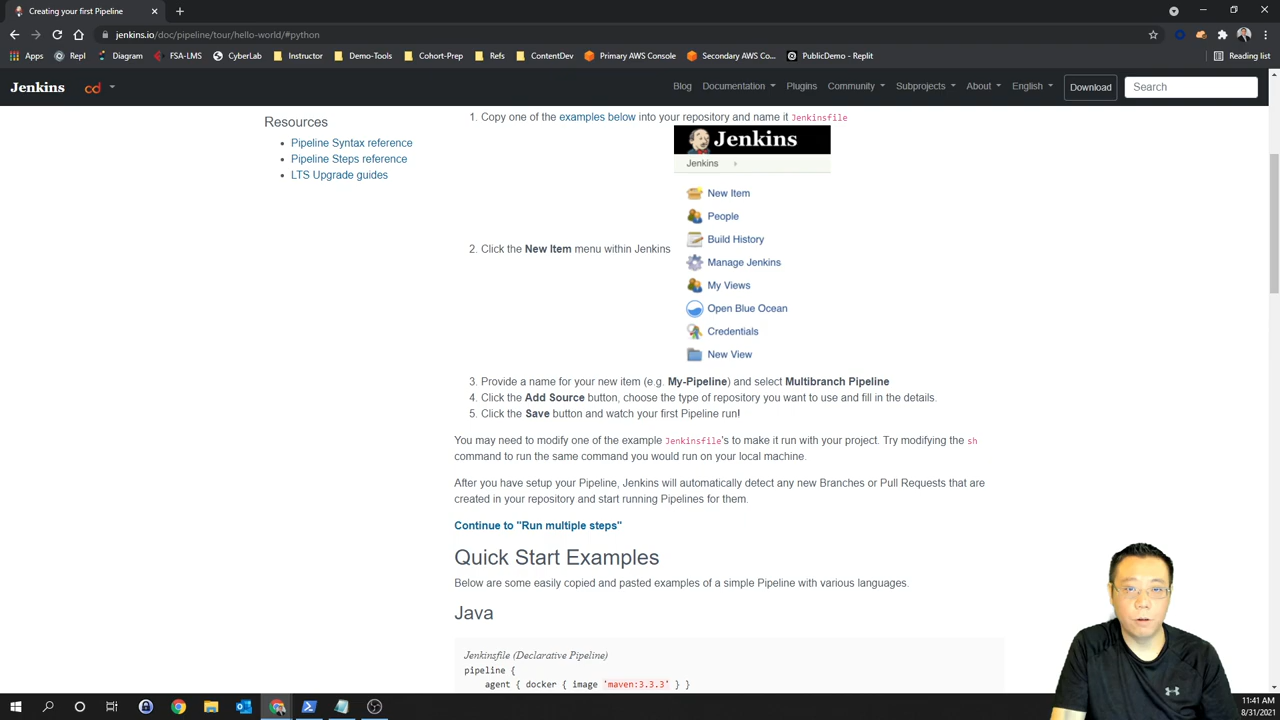 Creating your first Pipeline
jenkins.io/doc/pipeline/tour/hello-world/#python
Apps
Repl
Diagram
FSA-LMS
CyberLab
Instructor
Demo-Tools
Cohort-Prep
Refs
ContentDev
Primary AWS Console
Secondary AWS Co...
PublicDemo - Replit
Reading list
Jenkins
cd
Blog
Documentation
Plugins
Community
Subprojects
About
English
Download
Search
Resources
Pipeline Syntax reference
Pipeline Steps reference
LTS Upgrade guides
1. Copy one of the examples below into your repository and name it Jenkinsfile
Jenkins
Jenkins
New Item
People
2. Click the New Item menu within Jenkins
Build History
Manage Jenkins
My Views
Open Blue Ocean
Credentials
New View
3. Provide a name for your new item (e.g. My-Pipeline) and select Multibranch Pipeline
4. Click the Add Source button, choose the type of repository you want to use and fill in the details.
5. Click the Save button and watch your first Pipeline run!
You may need to modify one of the example Jenkinsfile's to make it run with your project. Try modifying the sh
command to run the same command you would run on your local machine.
After you have setup your Pipeline, Jenkins will automatically detect any new Branches or Pull Requests that are
created in your repository and start running Pipelines for them.
Continue to "Run multiple steps"
Quick Start Examples
Below are some easily copied and pasted examples of a simple Pipeline with various languages.
Java
Jenkinsfile (Declarative Pipeline)
pipeline {
agent { docker { image 'maven:3.3.3' } }
11:41 AM
8/31/2021